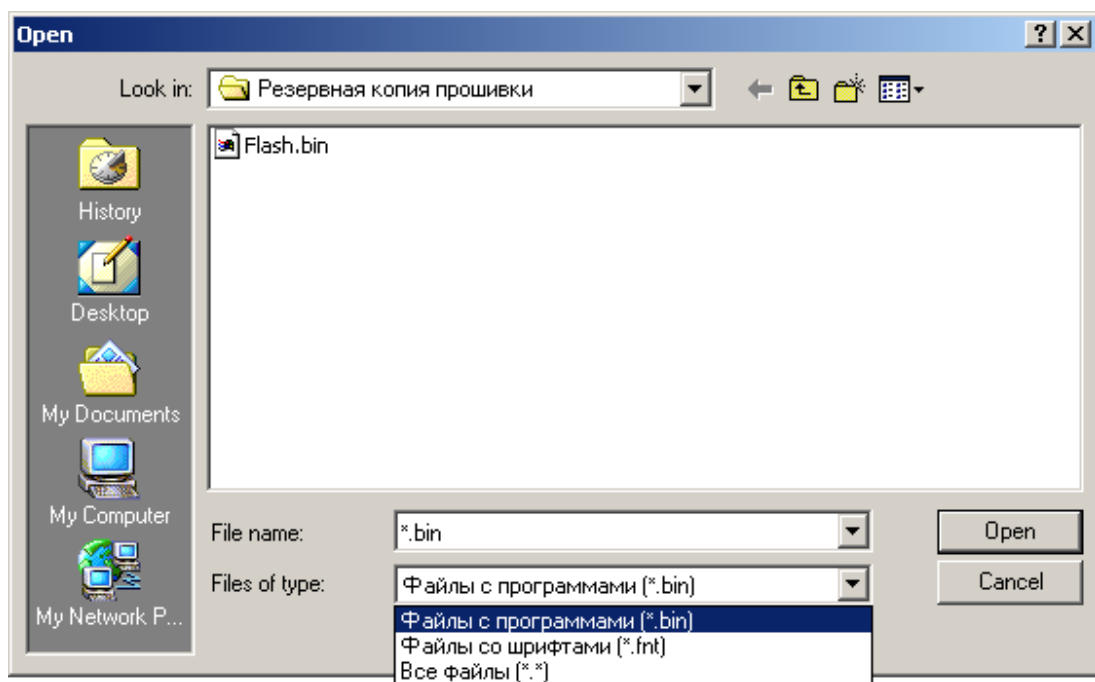 Open
Look in: Резервная копия прошивки
Flash.bin
History
Desktop
My Documents
My Computer
My Network P...
File name: *.bin Open
Files of type: Файлы с программами (*.bin) Cancel
Файлы с программами (*.bin)
Файлы со шрифтами (*.fnt)
Все файлы (*.*)